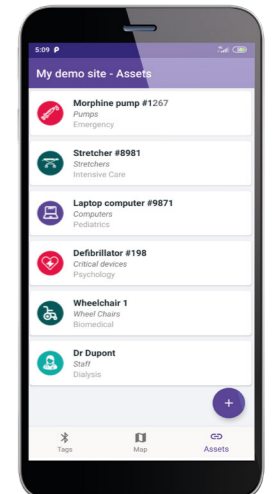 5:09 P
My demo site - Assets
Morphine pump #1267
Pumps
Emergency
Stretcher #8981
Stretchers
Intensive Care
Laptop computer #9871
Computers
Pediatrics
Defibrillator #198
Critical devices
Psychology
Wheelchair 1
Wheel Chairs
Biomedical
Dr Dupont
Staff
Dialysis
+
Tags
Map
Assets